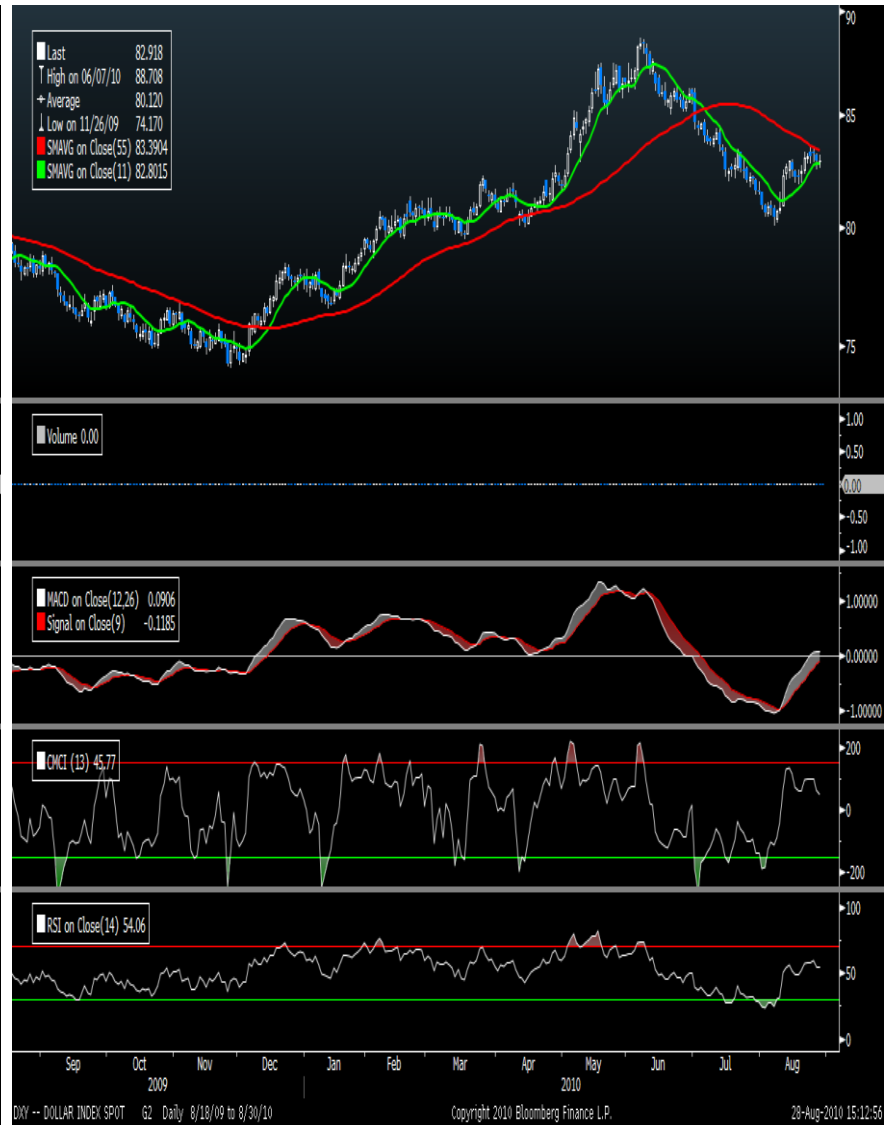 90
Last 82.918
High on 06/07/10 88.708
Average 80.120
Low on 11/26/09 74.170
SMAVG on Close(55) 83.3904
SMAVG on Close(11) 82.8015
85
80
75
Volume 0.00
1.00
0.50
0.00
-0.50
-1.00
MACD on Close(12,26) 0.0906
Signal on Close(9) -0.1185
1.00000
0.00000
-1.00000
CMCI (13) 45.77
200
0
-200
RSI on Close(14) 54.06
100
50
0
Sep Oct Nov Dec Jan Feb Mar Apr May Jun Jul Aug
2009 2010
DXY -- DOLLAR INDEX SPOT G2 Daily 8/18/09 to 8/30/10 Copyright 2010 Bloomberg Finance L.P. 28-Aug-2010 15:12:56